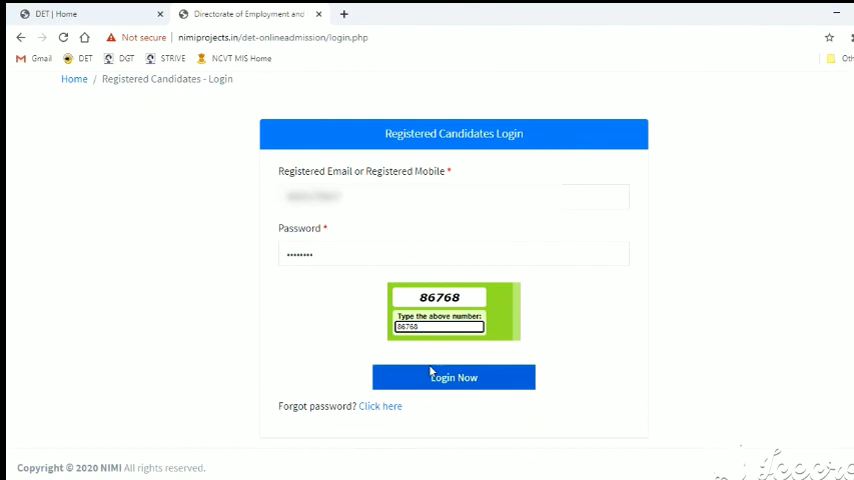 DET | Home
Directorate of Employment and
Not secure | nimiprojects.in/det-onlineadmission/login.php
Gmail DET DGT STRIVE NCVT MIS Home
Home / Registered Candidates - Login
Registered Candidates Login
Registered Email or Registered Mobile *
Password *
86768
Type the above number:
86768
Login Now
Forgot password? Click here
Copyright © 2020 NIMI All rights reserved.